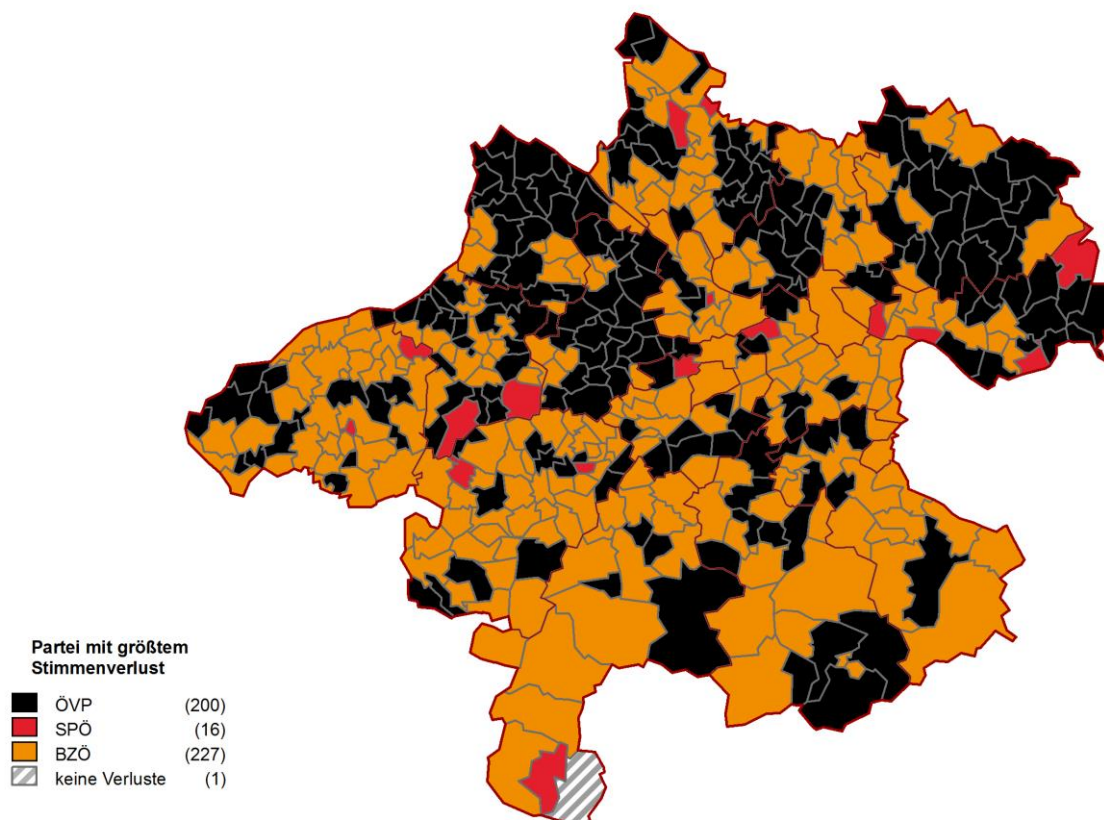 Partei mit größtem
Stimmenverlust
ÖVP (200)
SPÖ (16)
BZÖ (227)
keine Verluste (1)